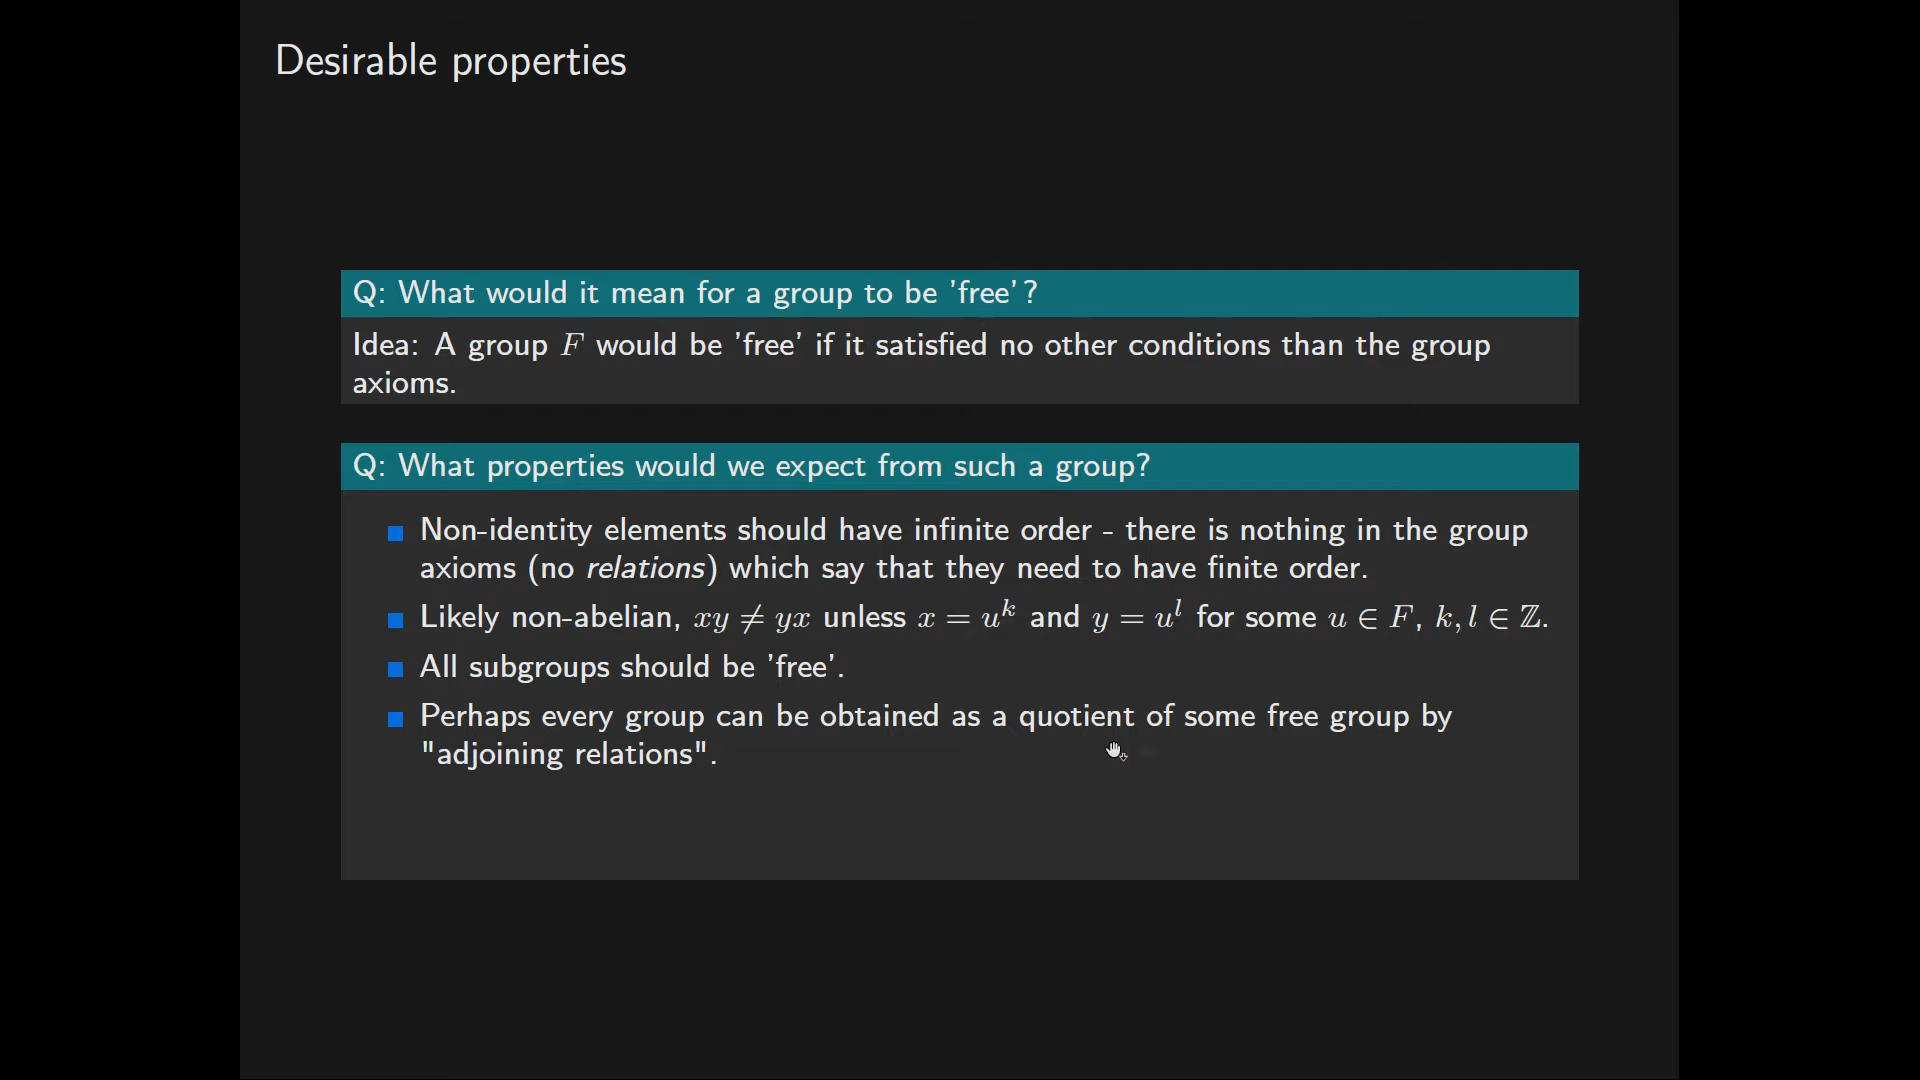 Desirable properties
Q: What would it mean for a group to be 'free'?
Idea: A group F would be 'free' if it satisfied no other conditions than the group
axioms.
Q: What properties would we expect from such a group?
Non-identity elements should have infinite order - there is nothing in the group
axioms (no relations) which say that they need to have finite order.
Likely non-abelian, xy ≠ yx unless x = u^k and y = u^l for some u ∈ F, k, l ∈ ℤ.
All subgroups should be 'free'.
Perhaps every group can be obtained as a quotient of some free group by
"adjoining relations".